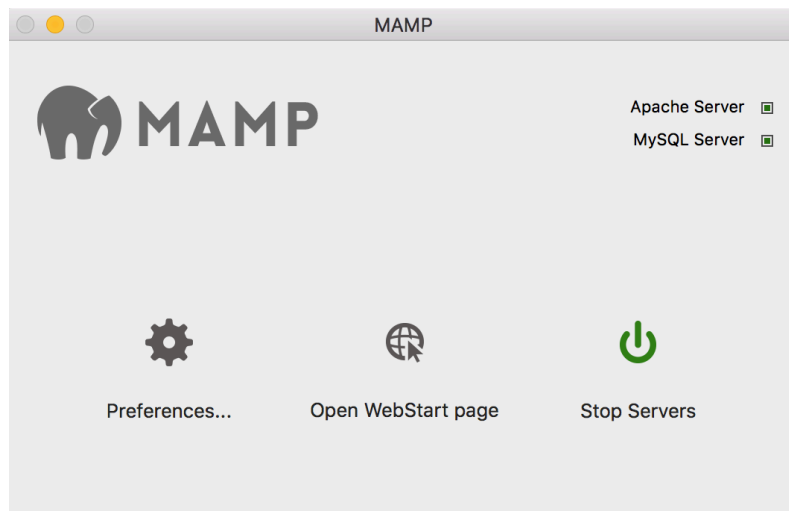 MAMP
MAMP
Apache Server
MySQL Server
Preferences...
Open WebStart page
Stop Servers